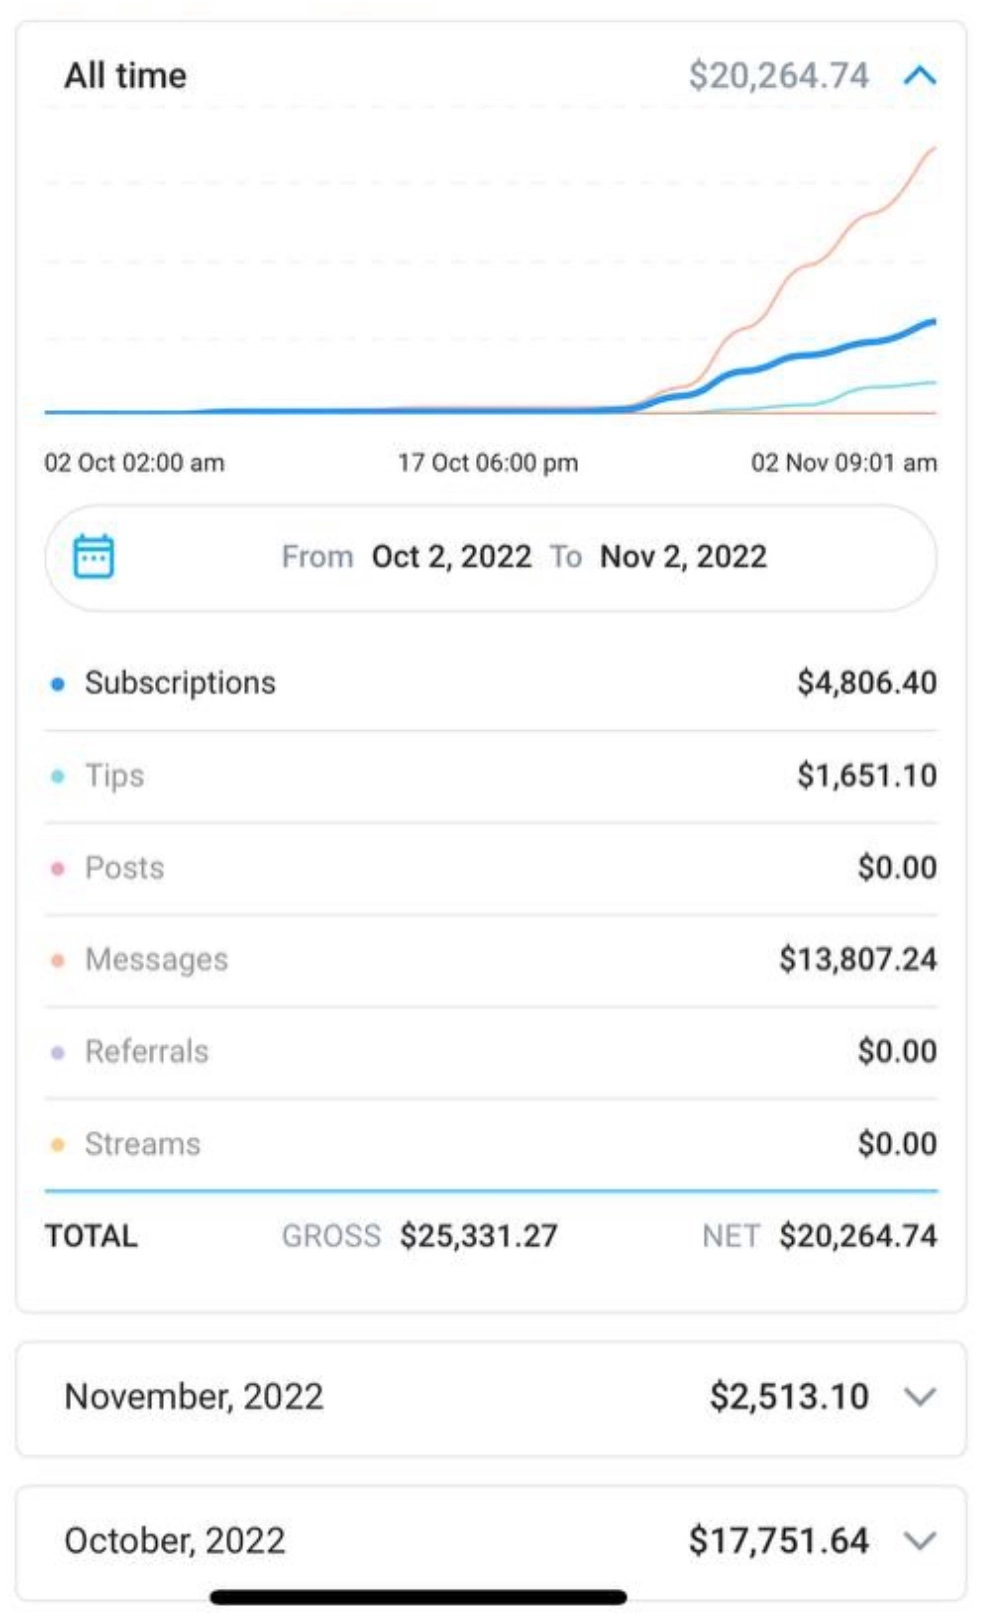 All time $20,264.74
02 Oct 02:00 am 17 Oct 06:00 pm 02 Nov 09:01 am
From Oct 2, 2022 To Nov 2, 2022
Subscriptions $4,806.40
Tips $1,651.10
Posts $0.00
Messages $13,807.24
Referrals $0.00
Streams $0.00
TOTAL GROSS $25,331.27 NET $20,264.74
November, 2022 $2,513.10
October, 2022 $17,751.64